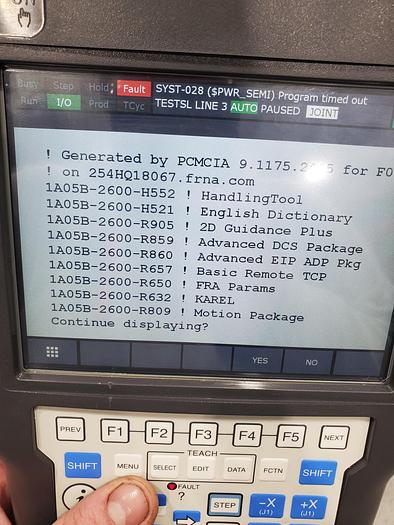 Busy Step Hold Fault SYST-028 ($PWR_SEMI) Program timed out
Run I/O Prod TCyc TESTSL LINE 3 AUTO PAUSED JOINT
! Generated by PCMCIA 9.1175. for F0
! on 254HQ18067.frna.com
1A05B-2600-H552 ! HandlingTool
1A05B-2600-H521 ! English Dictionary
1A05B-2600-R905 ! 2D Guidance Plus
1A05B-2600-R859 ! Advanced DCS Package
1A05B-2600-R860 ! Advanced EIP ADP Pkg
1A05B-2600-R657 ! Basic Remote TCP
1A05B-2600-R650 ! FRA Params
1A05B-2600-R632 ! KAREL
1A05B-2600-R809 ! Motion Package
Continue displaying?
YES NO
PREV F1 F2 F3 F4 F5 NEXT
TEACH
SHIFT MENU SELECT EDIT DATA FCTN SHIFT
FAULT
i ? STEP -X (J1) +X (J1)